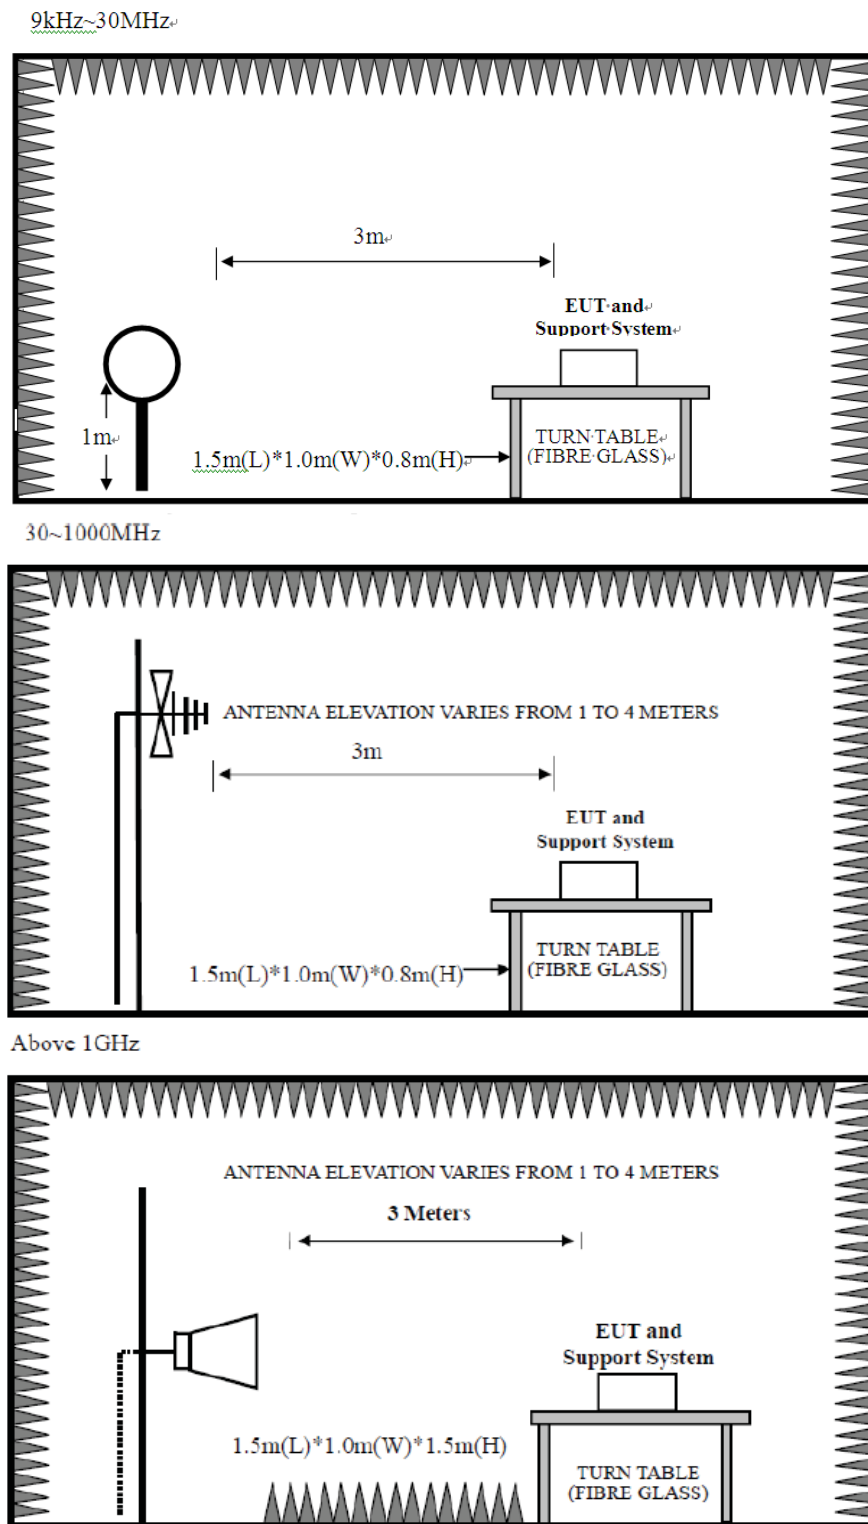 9kHz~30MHz
3m
EUT and
Support System
1m
1.5m(L)*1.0m(W)*0.8m(H)
TURN TABLE
(FIBRE GLASS)
30~1000MHz
ANTENNA ELEVATION VARIES FROM 1 TO 4 METERS
3m
EUT and
Support System
1.5m(L)*1.0m(W)*0.8m(H)
TURN TABLE
(FIBRE GLASS)
Above 1GHz
ANTENNA ELEVATION VARIES FROM 1 TO 4 METERS
3 Meters
EUT and
Support System
1.5m(L)*1.0m(W)*1.5m(H)
TURN TABLE
(FIBRE GLASS)